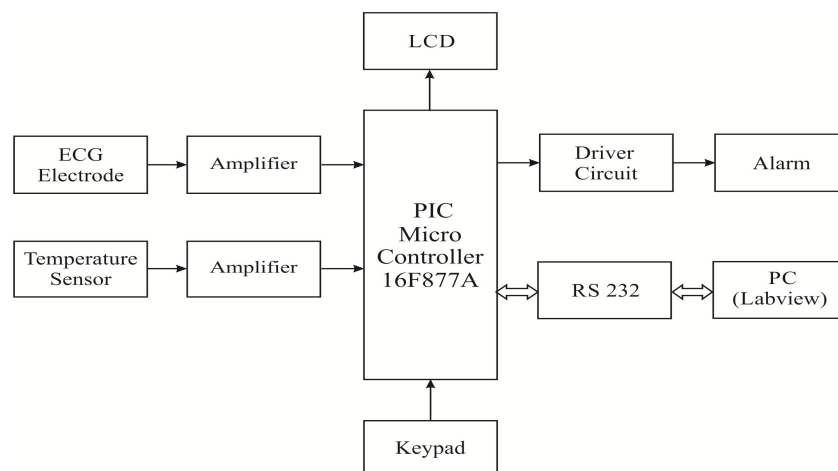 LCD
ECG
Electrode
Amplifier
Driver
Circuit
Alarm
PIC
Micro
Controller
16F877A
Temperature
Sensor
Amplifier
RS 232
PC
(Labview)
Keypad